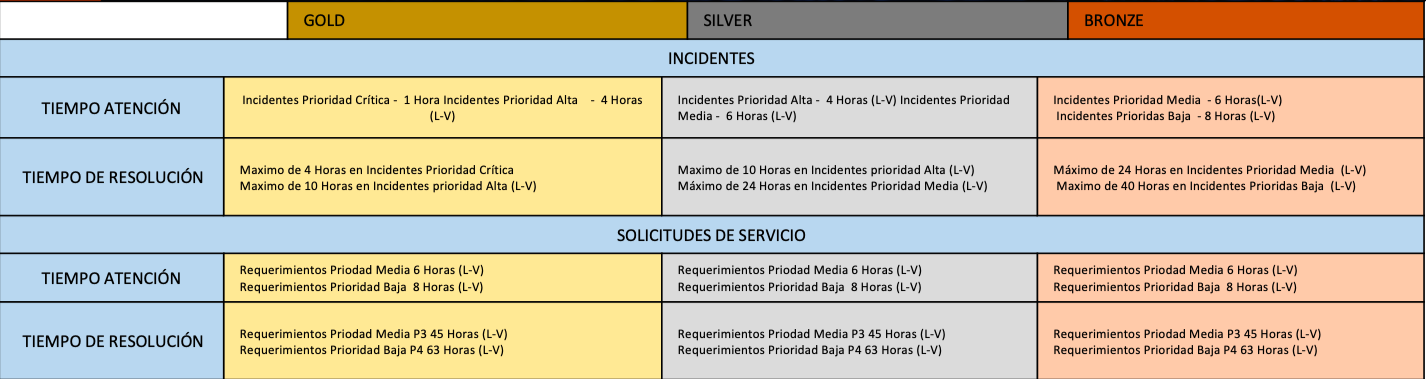 GOLD
SILVER
BRONZE
INCIDENTES
TIEMPO ATENCIÓN
Incidentes Prioridad Crítica - 1 Hora Incidentes Prioridad Alta - 4 Horas
(L-V)
Incidentes Prioridad Alta - 4 Horas (L-V) Incidentes Prioridad
Media - 6 Horas (L-V)
Incidentes Prioridad Media - 6 Horas(L-V)
Incidentes Prioridas Baja - 8 Horas (L-V)
TIEMPO DE RESOLUCIÓN
Maximo de 4 Horas en Incidentes Prioridad Crítica
Maximo de 10 Horas en Incidentes prioridad Alta (L-V)
Maximo de 10 Horas en Incidentes prioridad Alta (L-V)
Máximo de 24 Horas en Incidentes Prioridad Media (L-V)
Máximo de 24 Horas en Incidentes Prioridad Media (L-V)
Maximo de 40 Horas en Incidentes Prioridas Baja (L-V)
SOLICITUDES DE SERVICIO
TIEMPO ATENCIÓN
Requerimientos Priodad Media 6 Horas (L-V)
Requerimientos Prioridad Baja 8 Horas (L-V)
Requerimientos Priodad Media 6 Horas (L-V)
Requerimientos Prioridad Baja 8 Horas (L-V)
Requerimientos Priodad Media 6 Horas (L-V)
Requerimientos Prioridad Baja 8 Horas (L-V)
TIEMPO DE RESOLUCIÓN
Requerimientos Priodad Media P3 45 Horas (L-V)
Requerimientos Prioridad Baja P4 63 Horas (L-V)
Requerimientos Priodad Media P3 45 Horas (L-V)
Requerimientos Prioridad Baja P4 63 Horas (L-V)
Requerimientos Priodad Media P3 45 Horas (L-V)
Requerimientos Prioridad Baja P4 63 Horas (L-V)